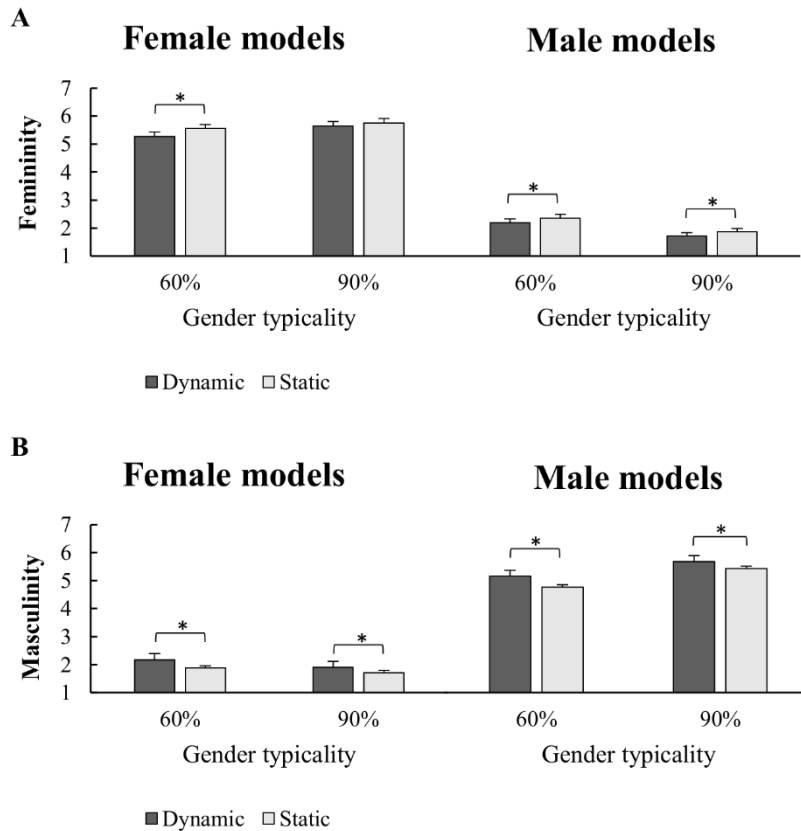 A
Female models Male models
7
6
5
4
3
2
1
Femininity
* * *
60% 90% 60% 90%
Gender typicality Gender typicality
Dynamic Static
B
Female models Male models
7
6
5
4
3
2
1
Masculinity
* * * *
60% 90% 60% 90%
Gender typicality Gender typicality
Dynamic Static